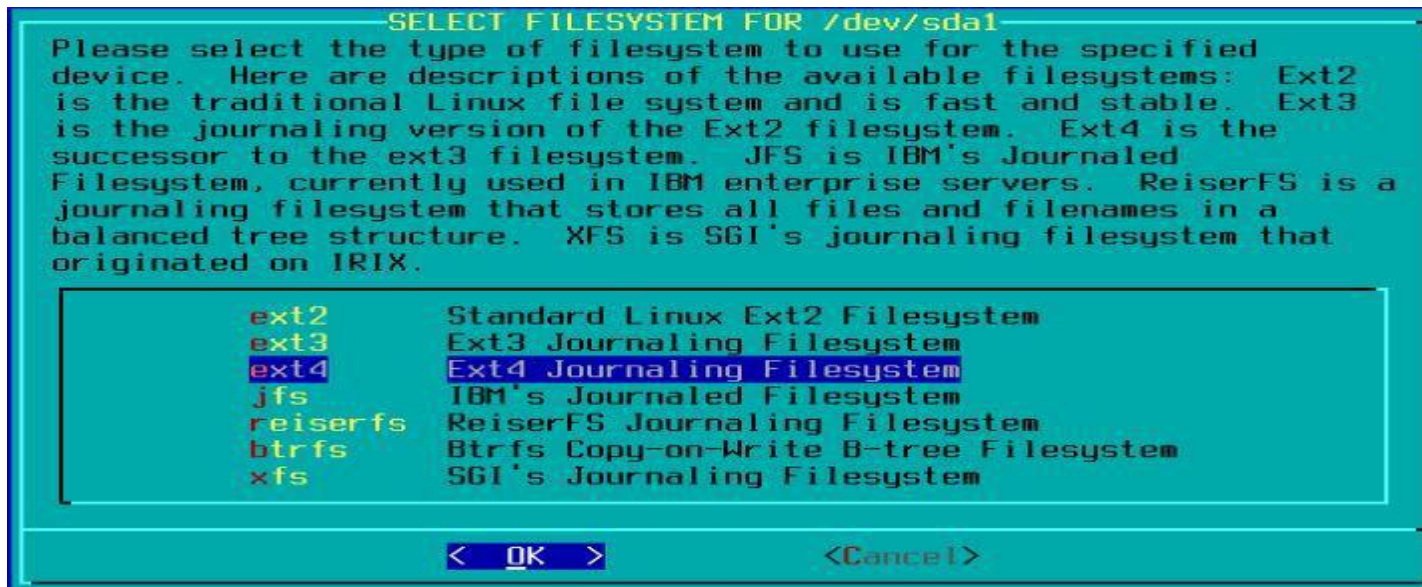 SELECT FILESYSTEM FOR /dev/sda1
Please select the type of filesystem to use for the specified
device.  Here are descriptions of the available filesystems:  Ext2
is the traditional Linux file system and is fast and stable.  Ext3
is the journaling version of the Ext2 filesystem.  Ext4 is the
successor to the ext3 filesystem.  JFS is IBM's Journaled
Filesystem, currently used in IBM enterprise servers.  ReiserFS is a
journaling filesystem that stores all files and filenames in a
balanced tree structure.  XFS is SGI's journaling filesystem that
originated on IRIX.
ext2 Standard Linux Ext2 Filesystem
ext3 Ext3 Journaling Filesystem
ext4 Ext4 Journaling Filesystem
jfs IBM's Journaled Filesystem
reiserfs ReiserFS Journaling Filesystem
btrfs Btrfs Copy-on-Write B-tree Filesystem
xfs SGI's Journaling Filesystem
< OK > <Cancel>